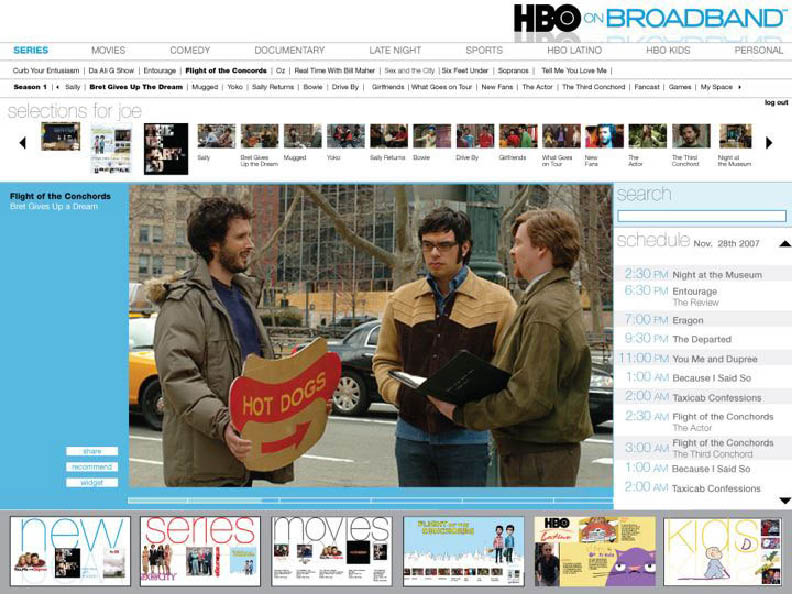 HBO ON BROADBAND™
SERIES MOVIES COMEDY DOCUMENTARY LATE NIGHT SPORTS HBO LATINO HBO KIDS PERSONAL
Curb Your Entusiasm | Da Ali G Show | Entourage | Flight of the Concords | Oz | Real Time With Bill Maher | Sex and the City | Six Feet Under | Sopranos | Tell Me You Love Me |
Season 1 | Sally | Bret Gives Up The Dream | Mugged | Yoko | Sally Returns | Bowie | Drive By | Girlfriends | What Goes on Tour | New Fans | The Actor | The Third Conchord | Fancast | Games | My Space
selections for joe
log out
Sally Bret Gives Mugged Yoko Sally Returns Bowie Drive By Girlfriends What Goes New The The Third Night at
Up the Dream on Tour Fans Actor Conchord the Museum
Flight of the Conchords
Bret Gives Up a Dream
HOT DOGS
share
recommend
widget
search
schedule Nov. 28th 2007
2:30 PM Night at the Museum
6:30 PM Entourage
The Review
7:00 PM Eragon
9:30 PM The Departed
11:00 PM You Me and Dupree
1:00 AM Because I Said So
2:00 AM Taxicab Confessions
2:30 AM Flight of the Conchords
The Actor
3:00 AM Flight of the Conchords
The Third Conchord
1:00 AM Because I Said So
2:00 AM Taxicab Confessions
new series movies FLIGHT OF THE CONCHORDS HBO kids